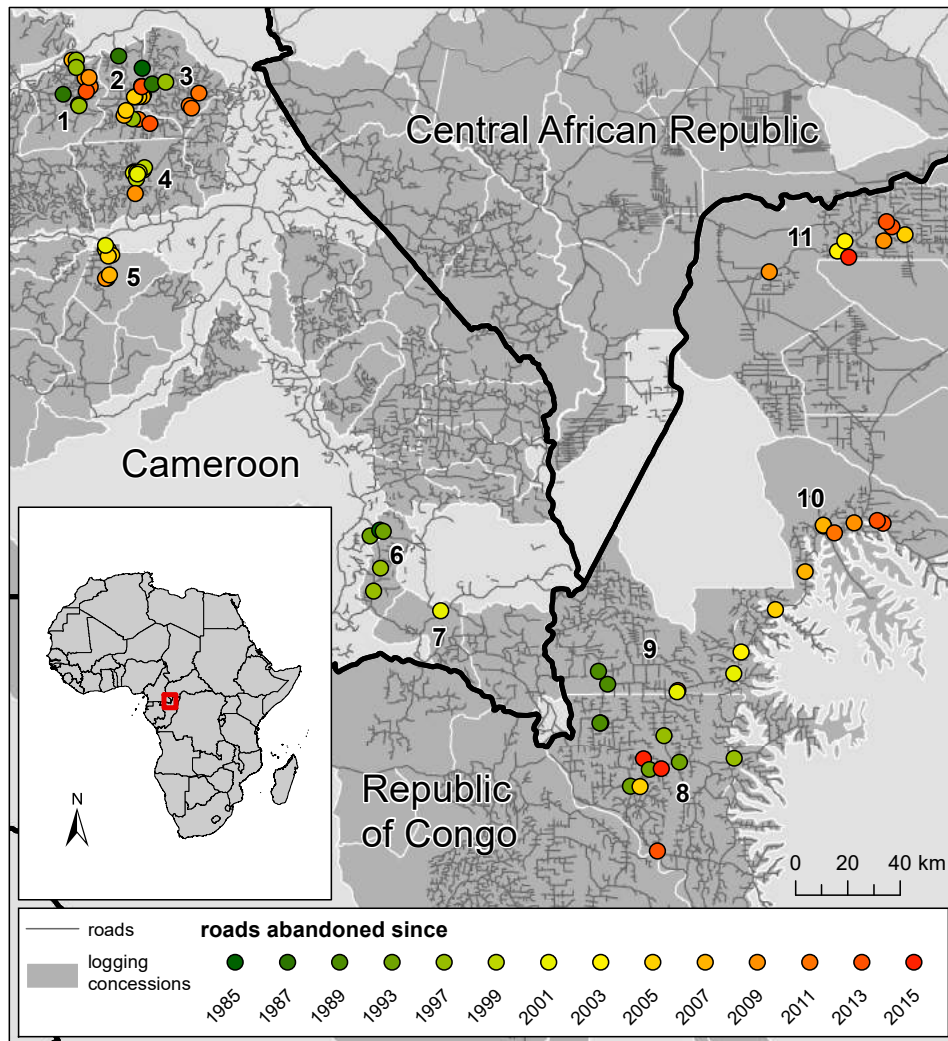 Central African Republic
2
3
1
4
5
11
Cameroon
10
6
7
9
8
Republic
of Congo
N
0 20 40 km
roads
logging
concessions
roads abandoned since
1985 1987 1989 1993 1997 1999 2001 2003 2005 2007 2009 2011 2013 2015